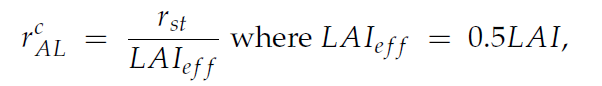 r^c_{AL} = \frac{r_{st}}{LAI_{eff}} where LAI_{eff} = 0.5LAI,